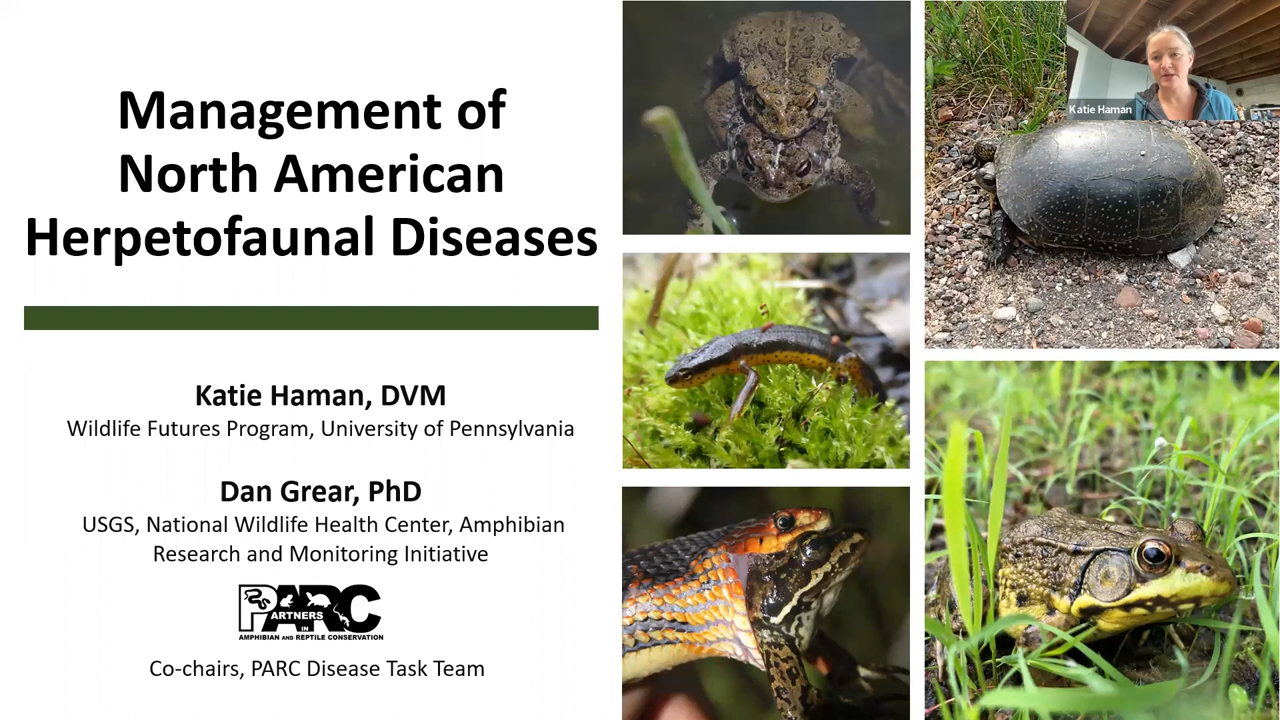 Management of
North American
Herpetofaunal Diseases
Katie Haman, DVM
Wildlife Futures Program, University of Pennsylvania
Dan Grear, PhD
USGS, National Wildlife Health Center, Amphibian
Research and Monitoring Initiative
PARC
PARTNERS
IN
AMPHIBIAN AND REPTILE CONSERVATION
Co-chairs, PARC Disease Task Team
Katie Haman